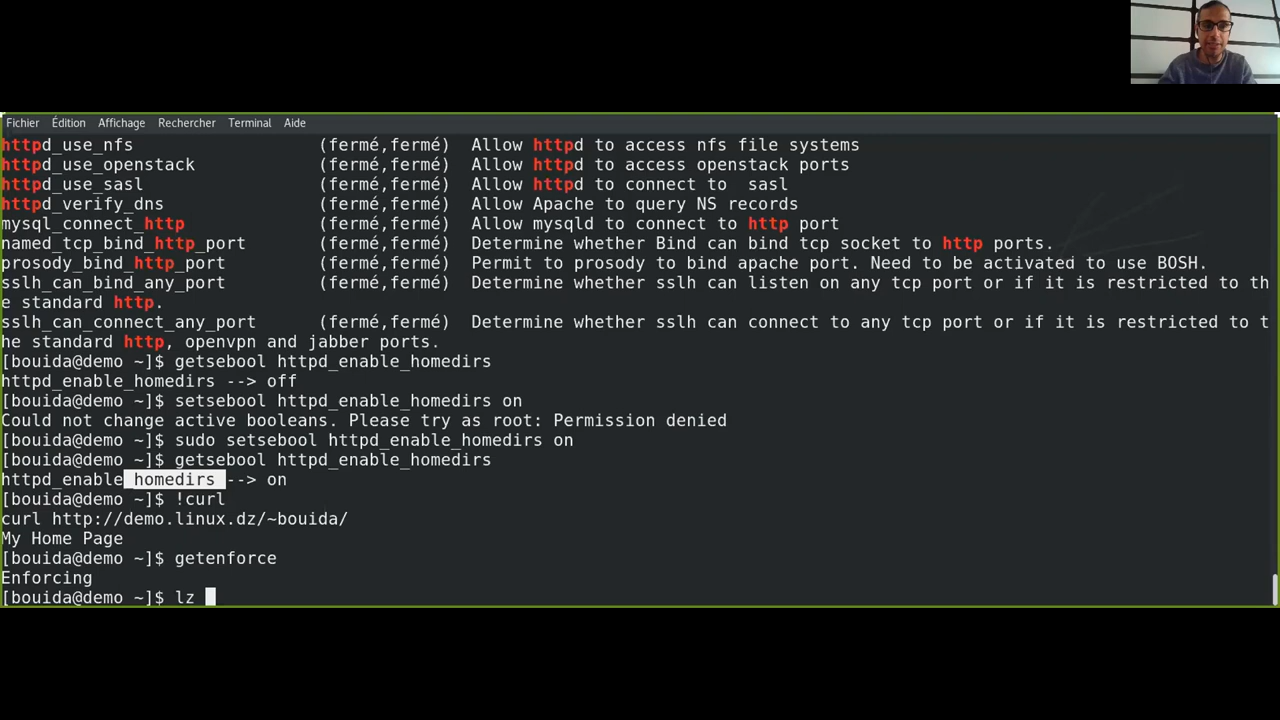 Fichier Édition Affichage Rechercher Terminal Aide
httpd_use_nfs (fermé,fermé) Allow httpd to access nfs file systems
httpd_use_openstack (fermé,fermé) Allow httpd to access openstack ports
httpd_use_sasl (fermé,fermé) Allow httpd to connect to  sasl
httpd_verify_dns (fermé,fermé) Allow Apache to query NS records
mysql_connect_http (fermé,fermé) Allow mysqld to connect to http port
named_tcp_bind_http_port (fermé,fermé) Determine whether Bind can bind tcp socket to http ports.
prosody_bind_http_port (fermé,fermé) Permit to prosody to bind apache port. Need to be activated to use BOSH.
sslh_can_bind_any_port (fermé,fermé) Determine whether sslh can listen on any tcp port or if it is restricted to th
e standard http.
sslh_can_connect_any_port (fermé,fermé) Determine whether sslh can connect to any tcp port or if it is restricted to t
he standard http, openvpn and jabber ports.
[bouida@demo ~]$ getsebool httpd_enable_homedirs
httpd_enable_homedirs --> off
[bouida@demo ~]$ setsebool httpd_enable_homedirs on
Could not change active booleans. Please try as root: Permission denied
[bouida@demo ~]$ sudo setsebool httpd_enable_homedirs on
[bouida@demo ~]$ getsebool httpd_enable_homedirs
httpd_enable_homedirs --> on
[bouida@demo ~]$ !curl
curl http://demo.linux.dz/~bouida/
My Home Page
[bouida@demo ~]$ getenforce
Enforcing
[bouida@demo ~]$ lz